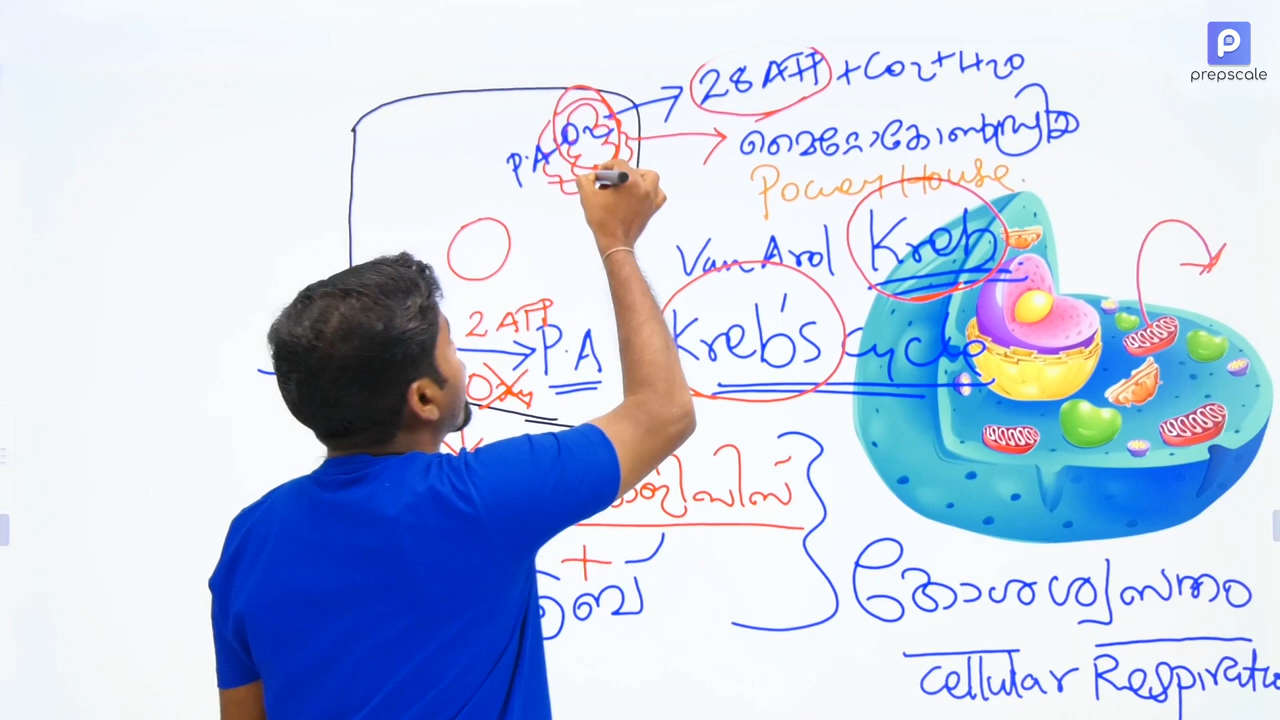 prepscale
28 ATP + CO2 + H2O
P.A O2
മൈറ്റോകോൺഡ്രിയ
Power House.
Van Arol Kreb
2 ATP
P.A
Kreb's cycle
+
കോശശ്വസനം
Cellular Respiratio